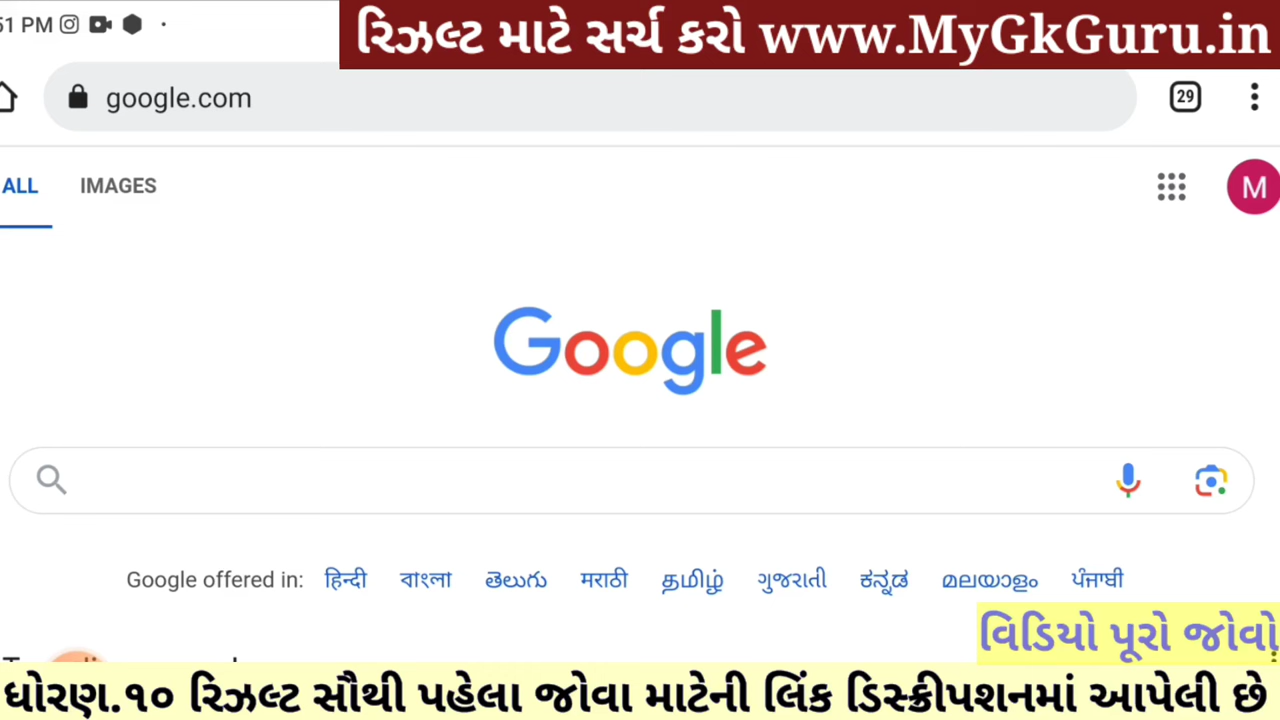 51 PM
રિઝલ્ટ માટે સર્ચ કરો www.MyGkGuru.in
google.com
29
ALL IMAGES
M
Google
Google offered in: हिन्दी বাংলা తెలుగు मराठी தமிழ் ગુજરાતી ಕನ್ನಡ മലയാളം ਪੰਜਾਬੀ
વિડિયો પૂરો જોવો
ધોરણ.૧૦ રિઝલ્ટ સૌથી પહેલા જોવા માટેની લિંક ડિસ્ક્રીપશનમાં આપેલી છે